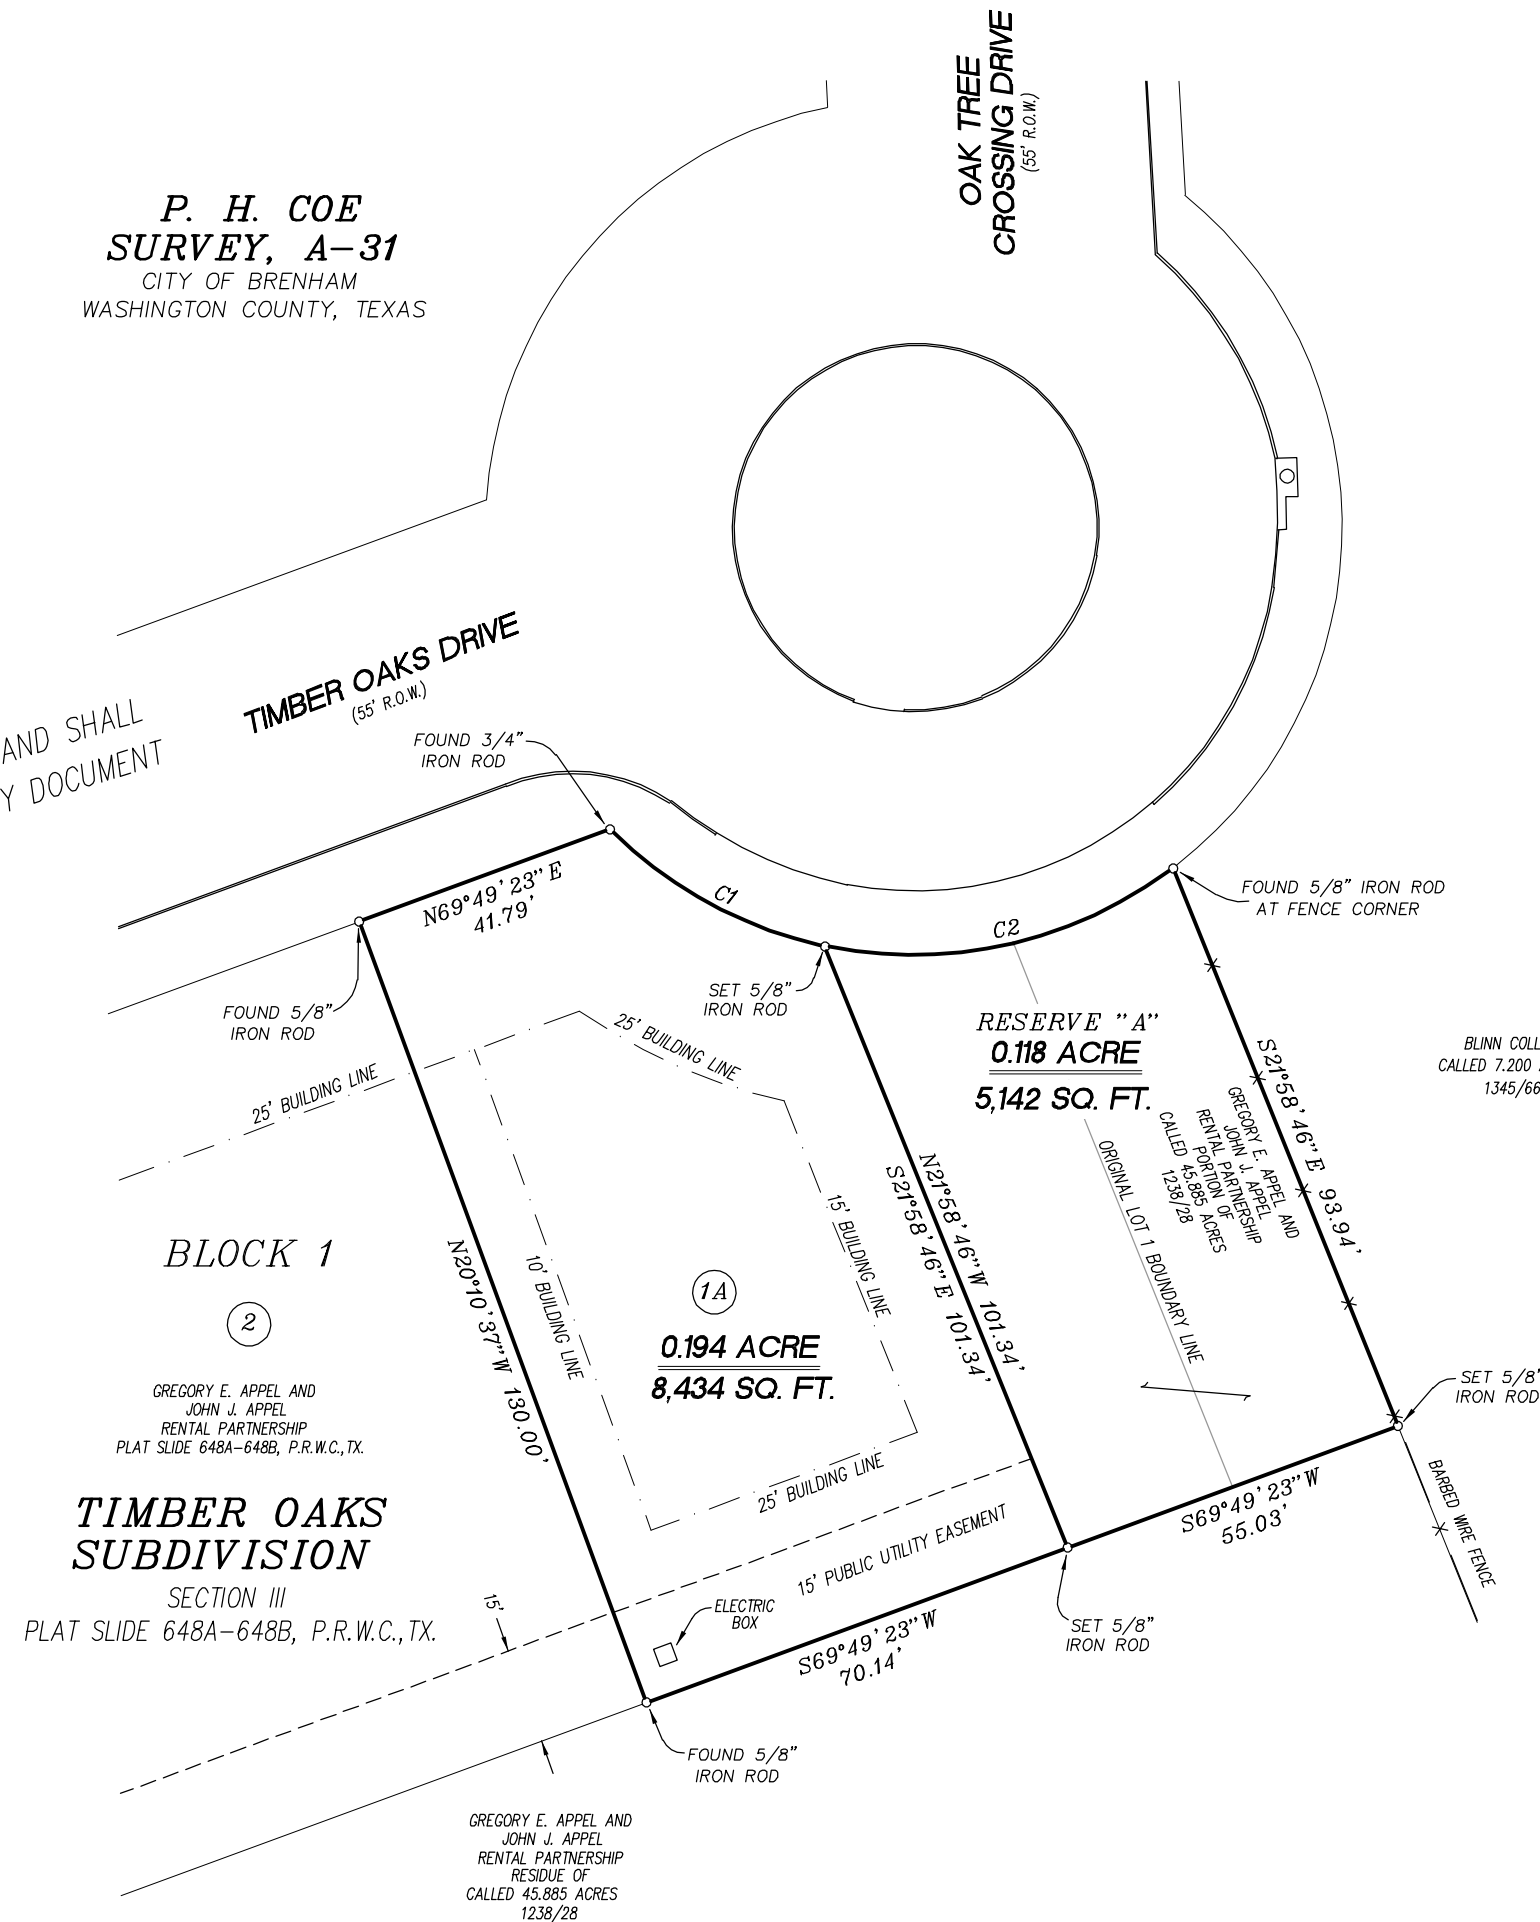 OAK TREE
CROSSING DRIVE
(55' R.O.W.)
P. H. COE
SURVEY, A-31
CITY OF BRENHAM
WASHINGTON COUNTY, TEXAS
TIMBER OAKS DRIVE
(55' R.O.W.)
AND SHALL
Y DOCUMENT
FOUND 3/4"
IRON ROD
N69°49'23"E
41.79'
C1
C2
FOUND 5/8" IRON ROD
AT FENCE CORNER
FOUND 5/8"
IRON ROD
SET 5/8"
IRON ROD
25' BUILDING LINE
25' BUILDING LINE
RESERVE "A"
0.118 ACRE
5,142 SQ. FT.
S21°58'46"E 93.94'
BLINN COLL
CALLED 7.200
1345/66
GREGORY E. APPEL AND
JOHN J. APPEL
RENTAL PARTNERSHIP
PORTION OF
CALLED 45.885 ACRES
1238/28
ORIGINAL LOT 1 BOUNDARY LINE
N21°58'46"W 101.34'
S21°58'46"E 101.34'
15' BUILDING LINE
10' BUILDING LINE
N20°10'37"W 130.00'
BLOCK 1
2
1A
0.194 ACRE
8,434 SQ. FT.
GREGORY E. APPEL AND
JOHN J. APPEL
RENTAL PARTNERSHIP
PLAT SLIDE 648A-648B, P.R.W.C.,TX.
SET 5/8"
IRON ROD
25' BUILDING LINE
S69°49'23"W
55.03'
BARBED WIRE FENCE
TIMBER OAKS
SUBDIVISION
SECTION III
PLAT SLIDE 648A-648B, P.R.W.C.,TX.
15'
15' PUBLIC UTILITY EASEMENT
ELECTRIC
BOX
S69°49'23"W
70.14'
SET 5/8"
IRON ROD
FOUND 5/8"
IRON ROD
GREGORY E. APPEL AND
JOHN J. APPEL
RENTAL PARTNERSHIP
RESIDUE OF
CALLED 45.885 ACRES
1238/28